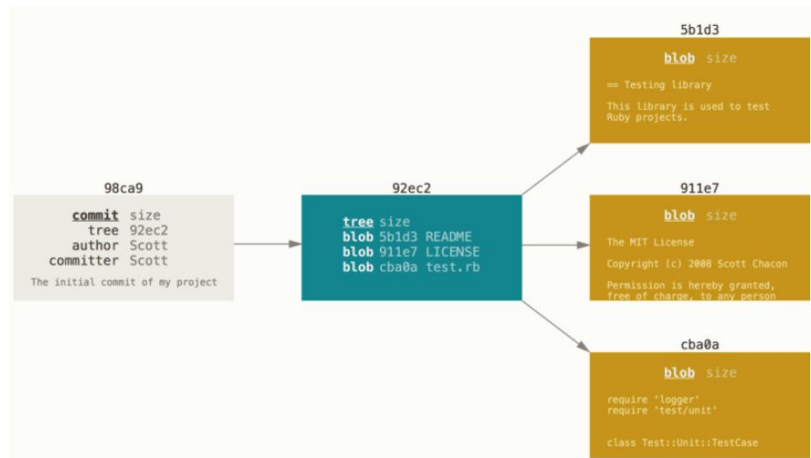 98ca9
commit size
tree 92ec2
author Scott
committer Scott
The initial commit of my project
92ec2
tree size
blob 5b1d3 README
blob 911e7 LICENSE
blob cba0a test.rb
5b1d3
blob size
== Testing library
This library is used to test
Ruby projects.
911e7
blob size
The MIT License
Copyright (c) 2008 Scott Chacon
Permission is hereby granted,
free of charge, to any person
cba0a
blob size
require 'logger'
require 'test/unit'
class Test::Unit::TestCase